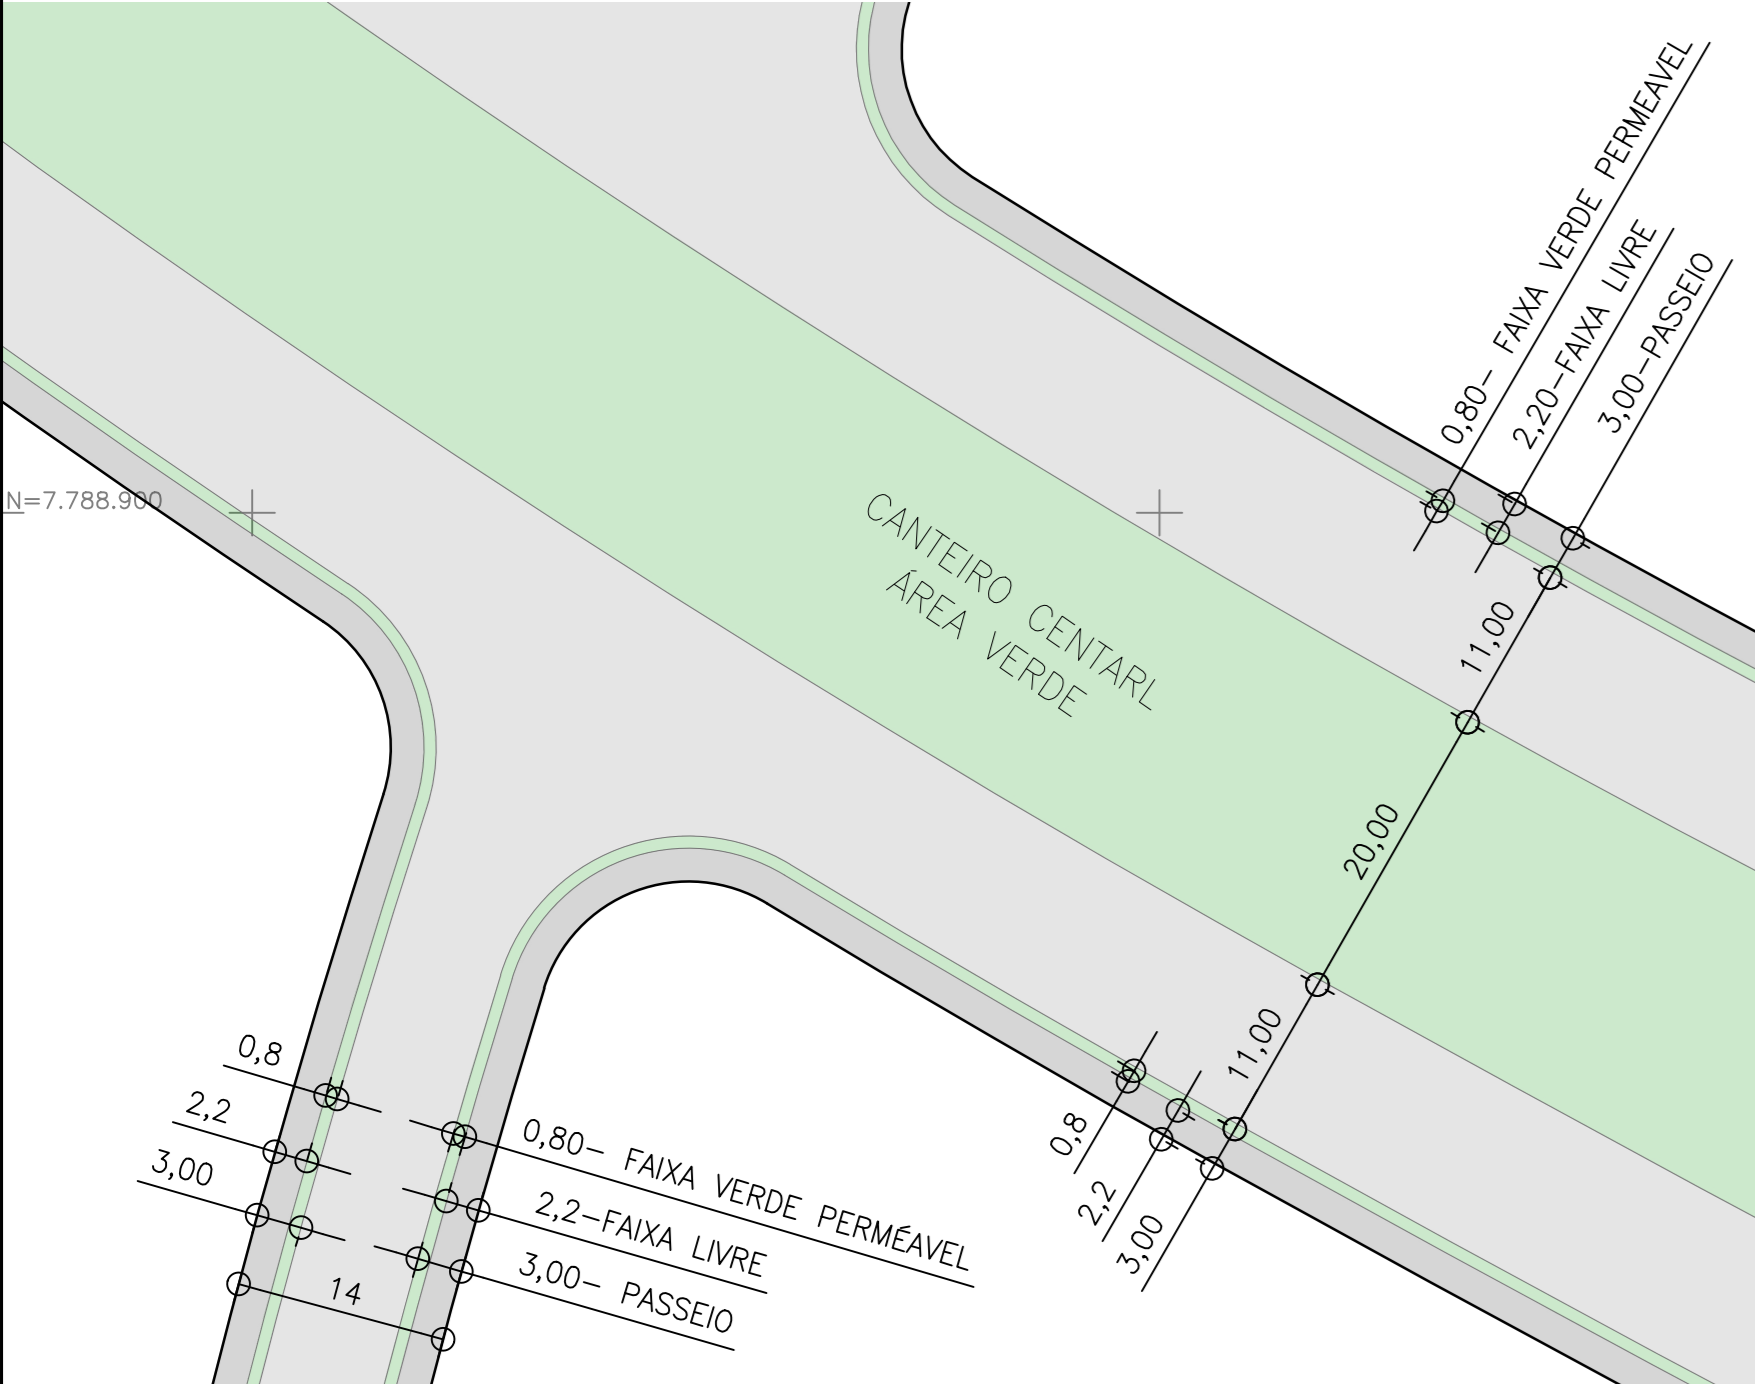 0,80- FAIXA VERDE PERMEAVEL
2,20-FAIXA LIVRE
3,00-PASSEIO
N=7.788.900
CANTEIRO CENTARL
ÁREA VERDE
11,00
20,00
11,00
0,8
2,2
3,00
0,8
2,2
3,00
14
0,80- FAIXA VERDE PERMÉAVEL
2,2-FAIXA LIVRE
3,00- PASSEIO